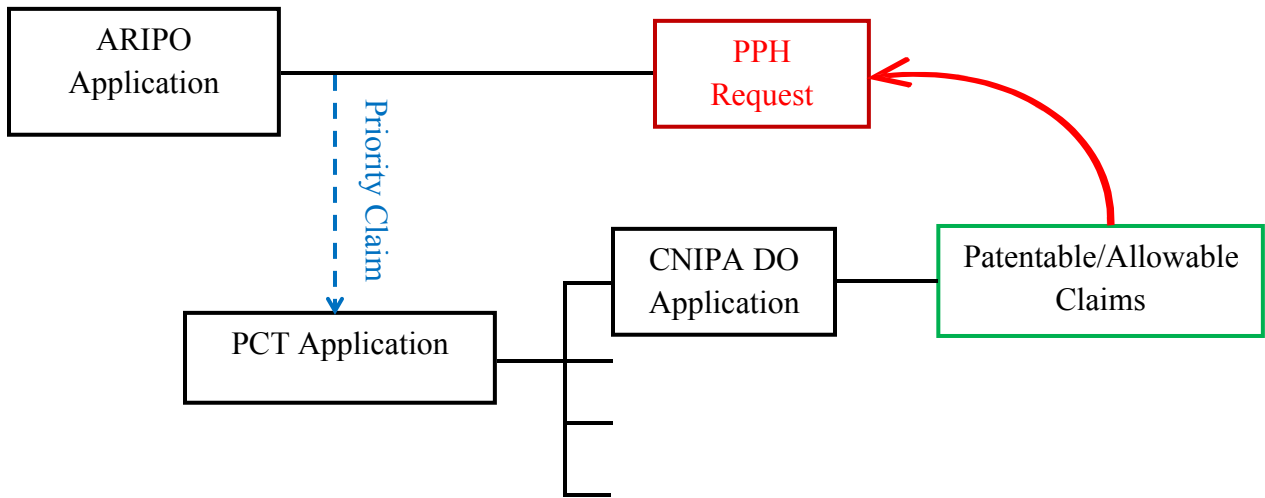 ARIPO
Application
PPH
Request
Priority Claim
CNIPA DO
Application
Patentable/Allowable
Claims
PCT Application